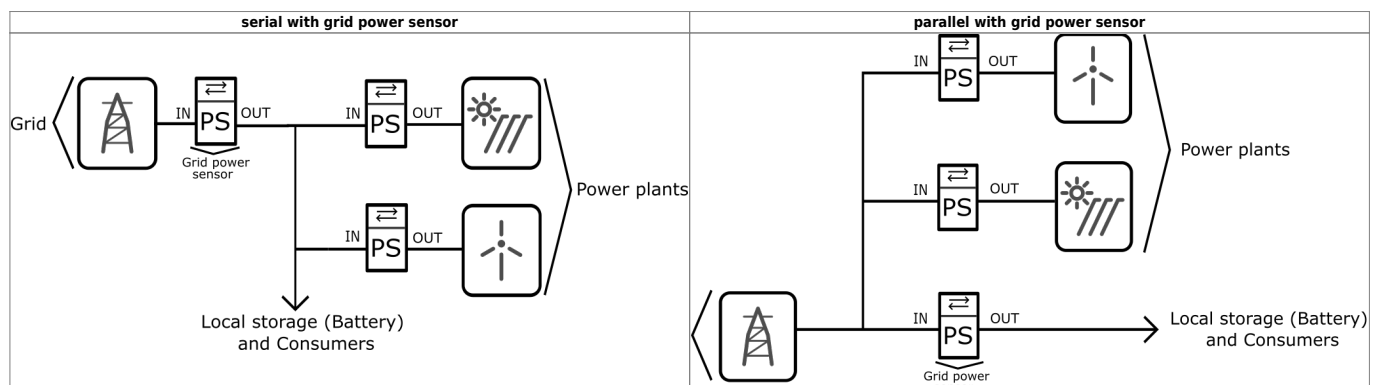 serial with grid power sensor
parallel with grid power sensor
Grid
IN
PS
OUT
Grid power
sensor
IN
PS
OUT
IN
PS
OUT
Power plants
Local storage (Battery)
and Consumers
IN
PS
OUT
IN
PS
OUT
Power plants
IN
PS
OUT
Grid power
Local storage (Battery)
and Consumers